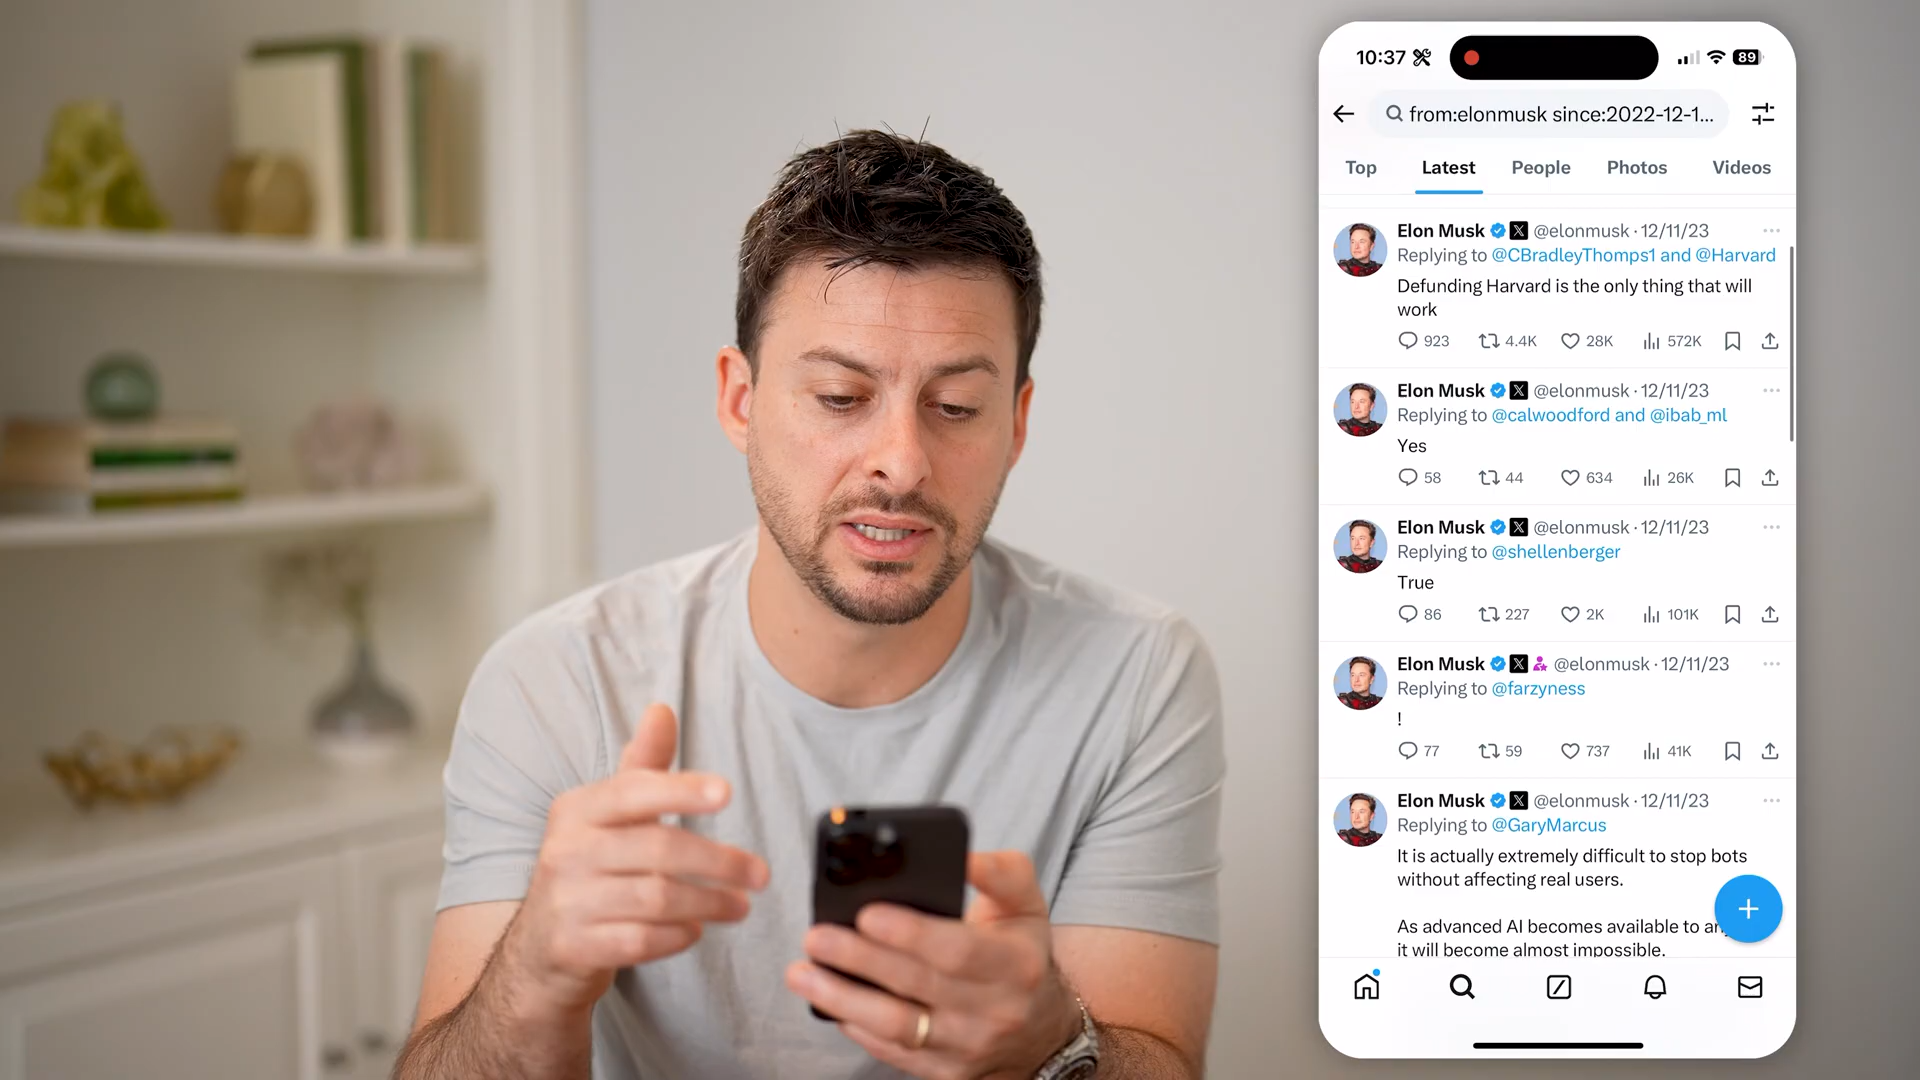 10:37
89
from:elonmusk since:2022-12-1...
Top Latest People Photos Videos
Elon Musk @elonmusk · 12/11/23
Replying to @CBradleyThomps1 and @Harvard
Defunding Harvard is the only thing that will
work
923 4.4K 28K 572K
Elon Musk @elonmusk · 12/11/23
Replying to @calwoodford and @ibab_ml
Yes
58 44 634 26K
Elon Musk @elonmusk · 12/11/23
Replying to @shellenberger
True
86 227 2K 101K
Elon Musk @elonmusk · 12/11/23
Replying to @farzyness
!
77 59 737 41K
Elon Musk @elonmusk · 12/11/23
Replying to @GaryMarcus
It is actually extremely difficult to stop bots
without affecting real users.
As advanced AI becomes available to
it will become almost impossible.